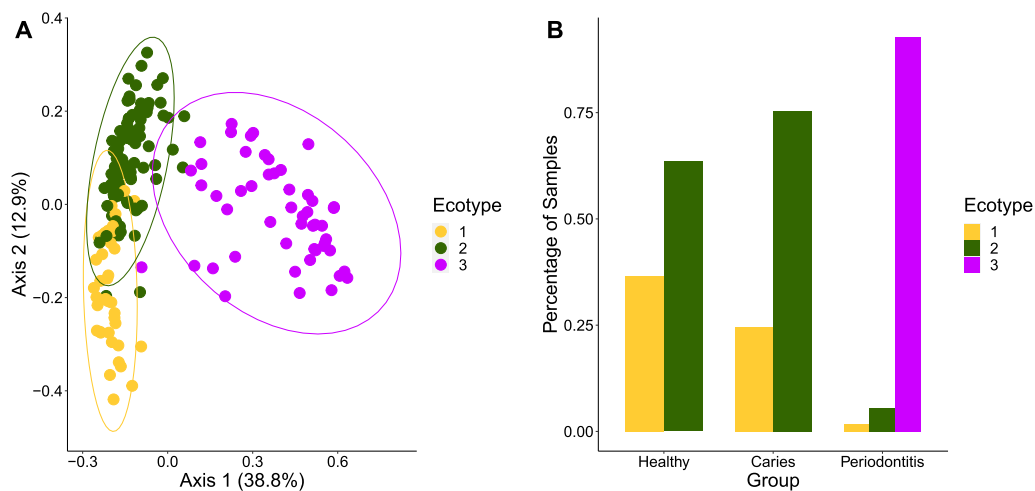 A
0.4
0.2
0.0
−0.2
−0.4
Axis 2 (12.9%)
−0.3
0.0
0.3
0.6
Axis 1 (38.8%)
Ecotype
1
2
3
B
0.75
0.50
0.25
0.00
Percentage of Samples
Healthy
Caries
Periodontitis
Group
Ecotype
1
2
3